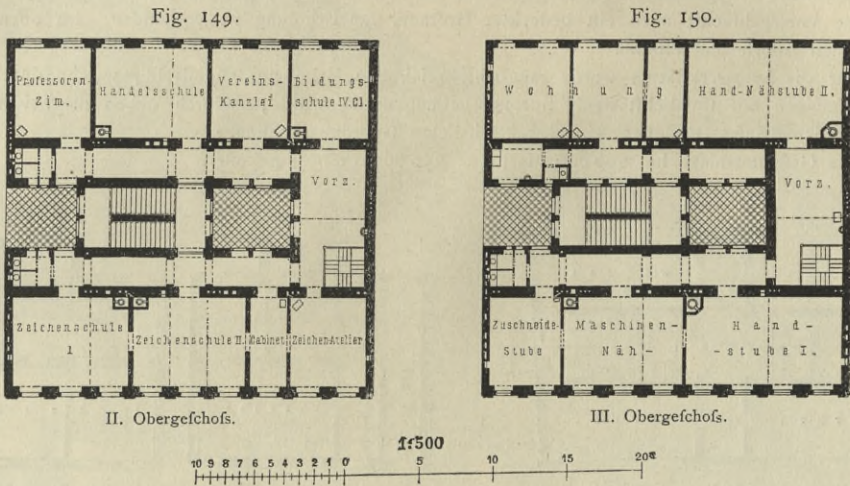 Fig. 149.
Professoren-
Zim.
Handelsschule
Vereins-
Kanzlei
Bildungs-
schule IV. Cl.
Vorz.
Zeichenschule
I
Zeichenschule II.
Cabinet
Zeichen-Atelier
II. Obergeſchoſs.
Fig. 150.
Wohnung
Hand-Nähstube II.
Vorz.
Zuschneide-
Stube
Maschinen-
Näh-
Hand-
-stube I.
III. Obergeſchoſs.
1:500
10 9 8 7 6 5 4 3 2 1 0 5 10 15 20 m